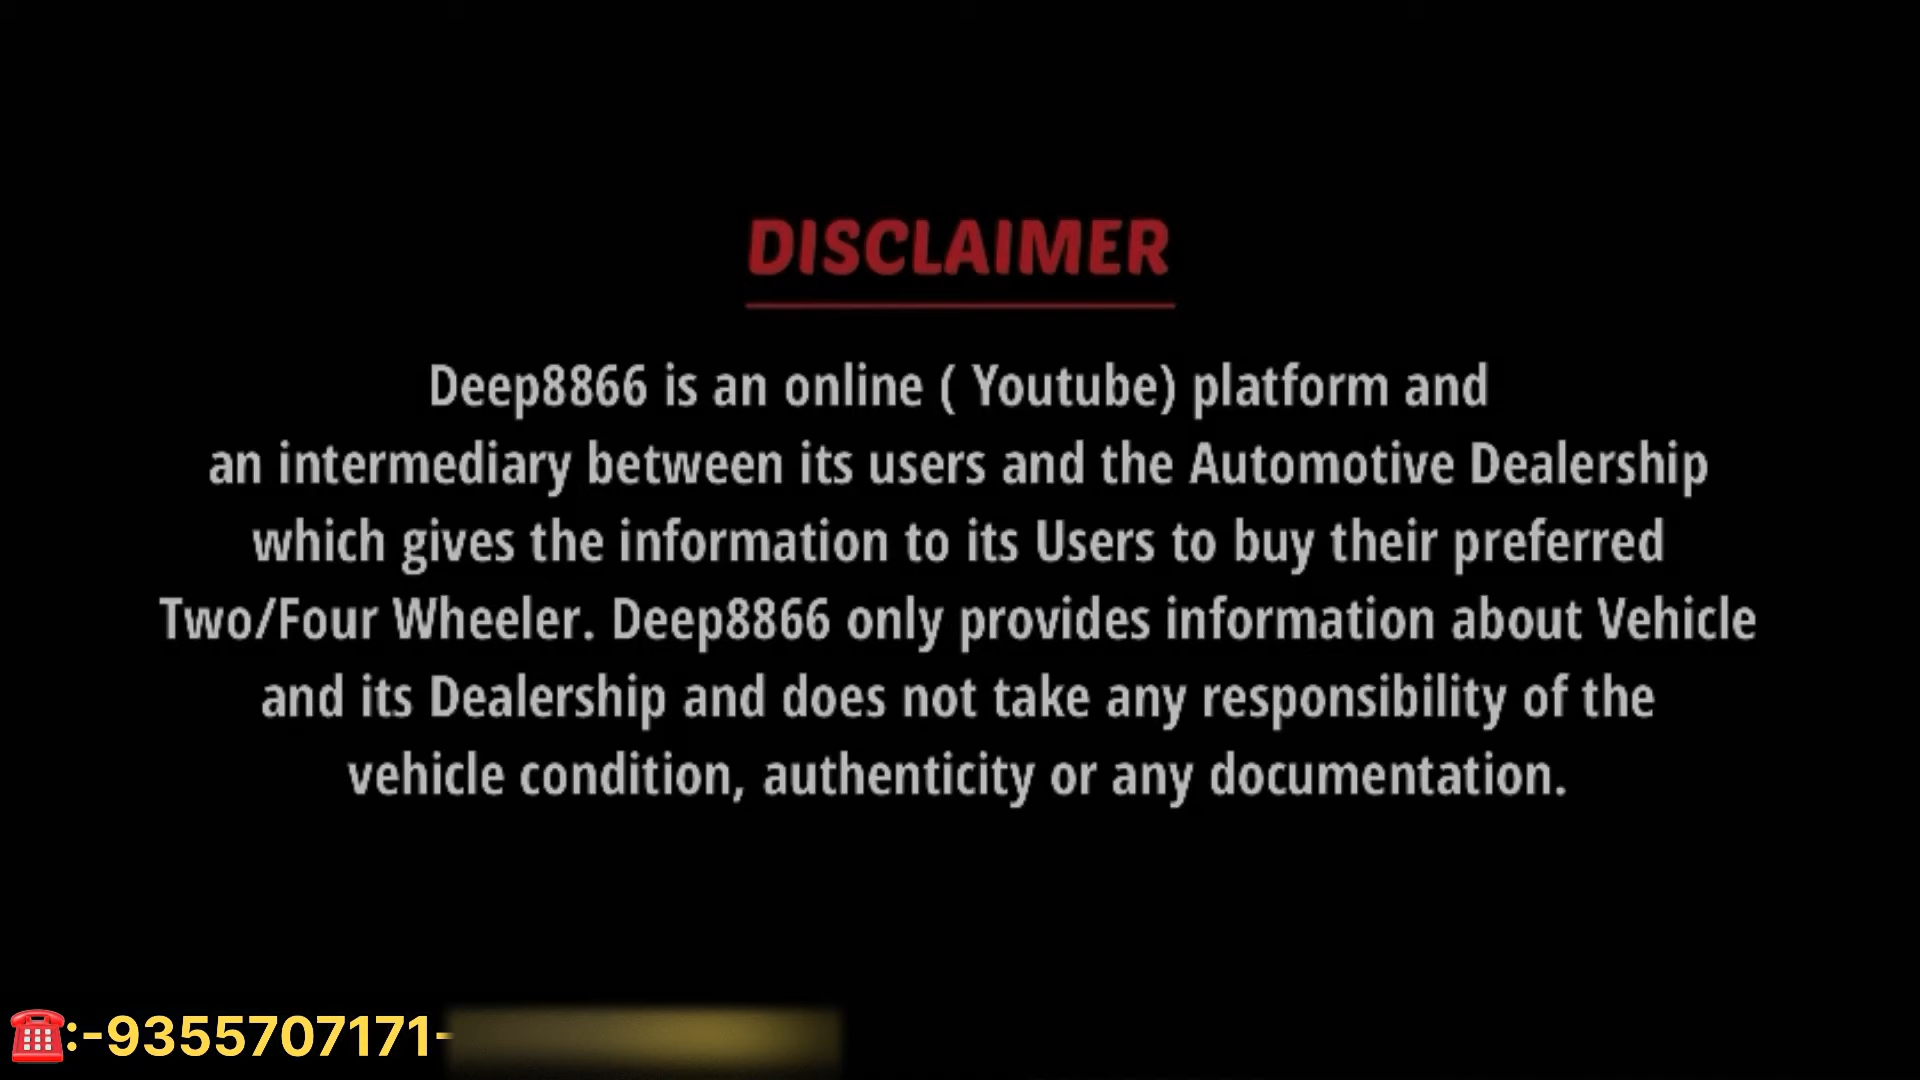 DISCLAIMER
Deep8866 is an online ( Youtube) platform and
an intermediary between its users and the Automotive Dealership
which gives the information to its Users to buy their preferred
Two/Four Wheeler. Deep8866 only provides information about Vehicle
and its Dealership and does not take any responsibility of the
vehicle condition, authenticity or any documentation.
☎️:-9355707171-